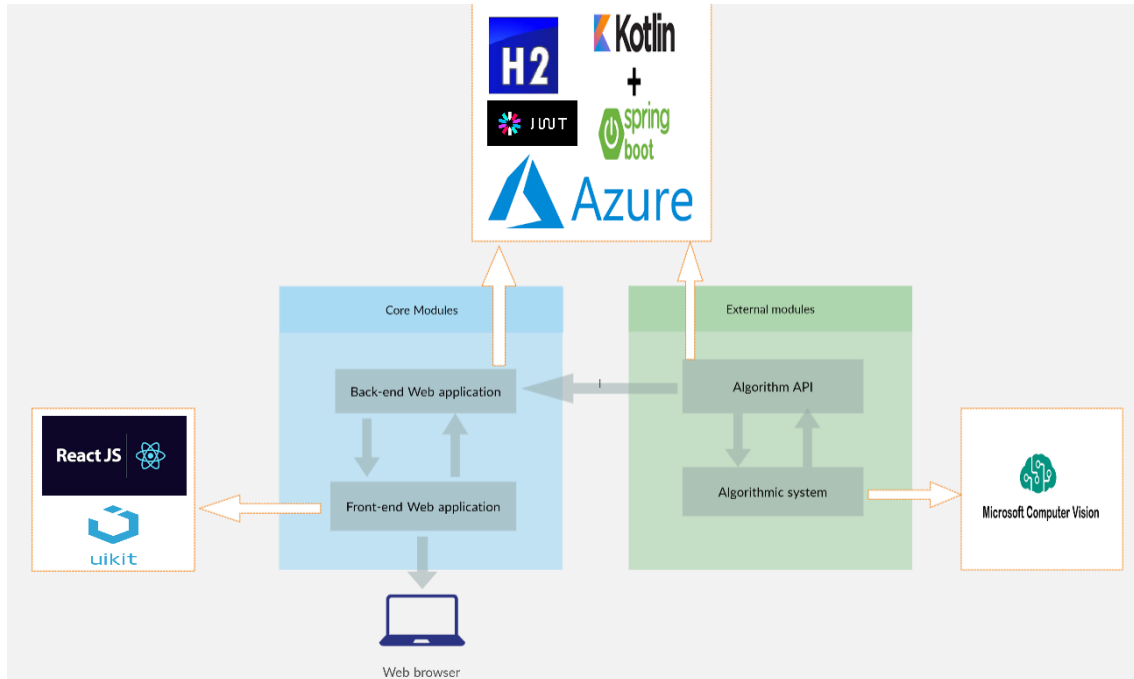 H2
Kotlin
+
JWT
spring
boot
Azure
Core Modules
External modules
Back-end Web application
Algorithm API
React JS
Front-end Web application
Algorithmic system
uikit
Microsoft Computer Vision
Web browser